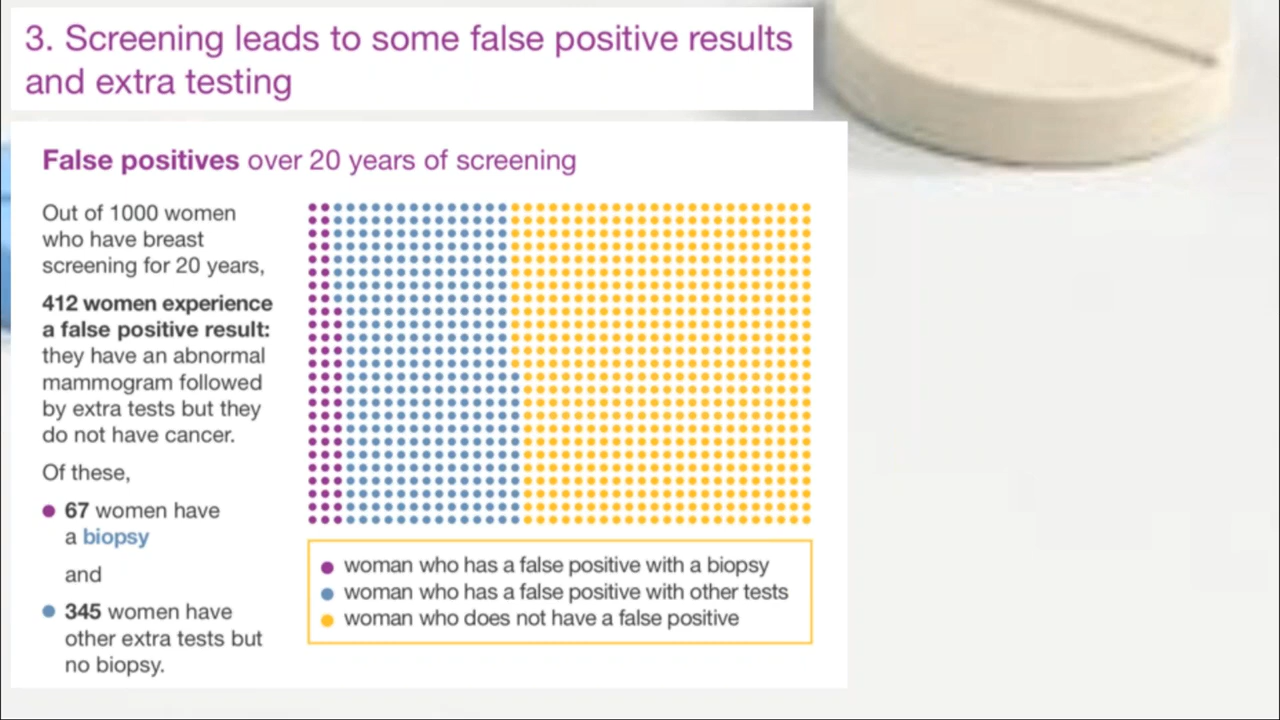 3. Screening leads to some false positive results
and extra testing
False positives over 20 years of screening
Out of 1000 women
who have breast
screening for 20 years,
412 women experience
a false positive result:
they have an abnormal
mammogram followed
by extra tests but they
do not have cancer.
Of these,
67 women have
a biopsy
and
345 women have
other extra tests but
no biopsy.
woman who has a false positive with a biopsy
woman who has a false positive with other tests
woman who does not have a false positive